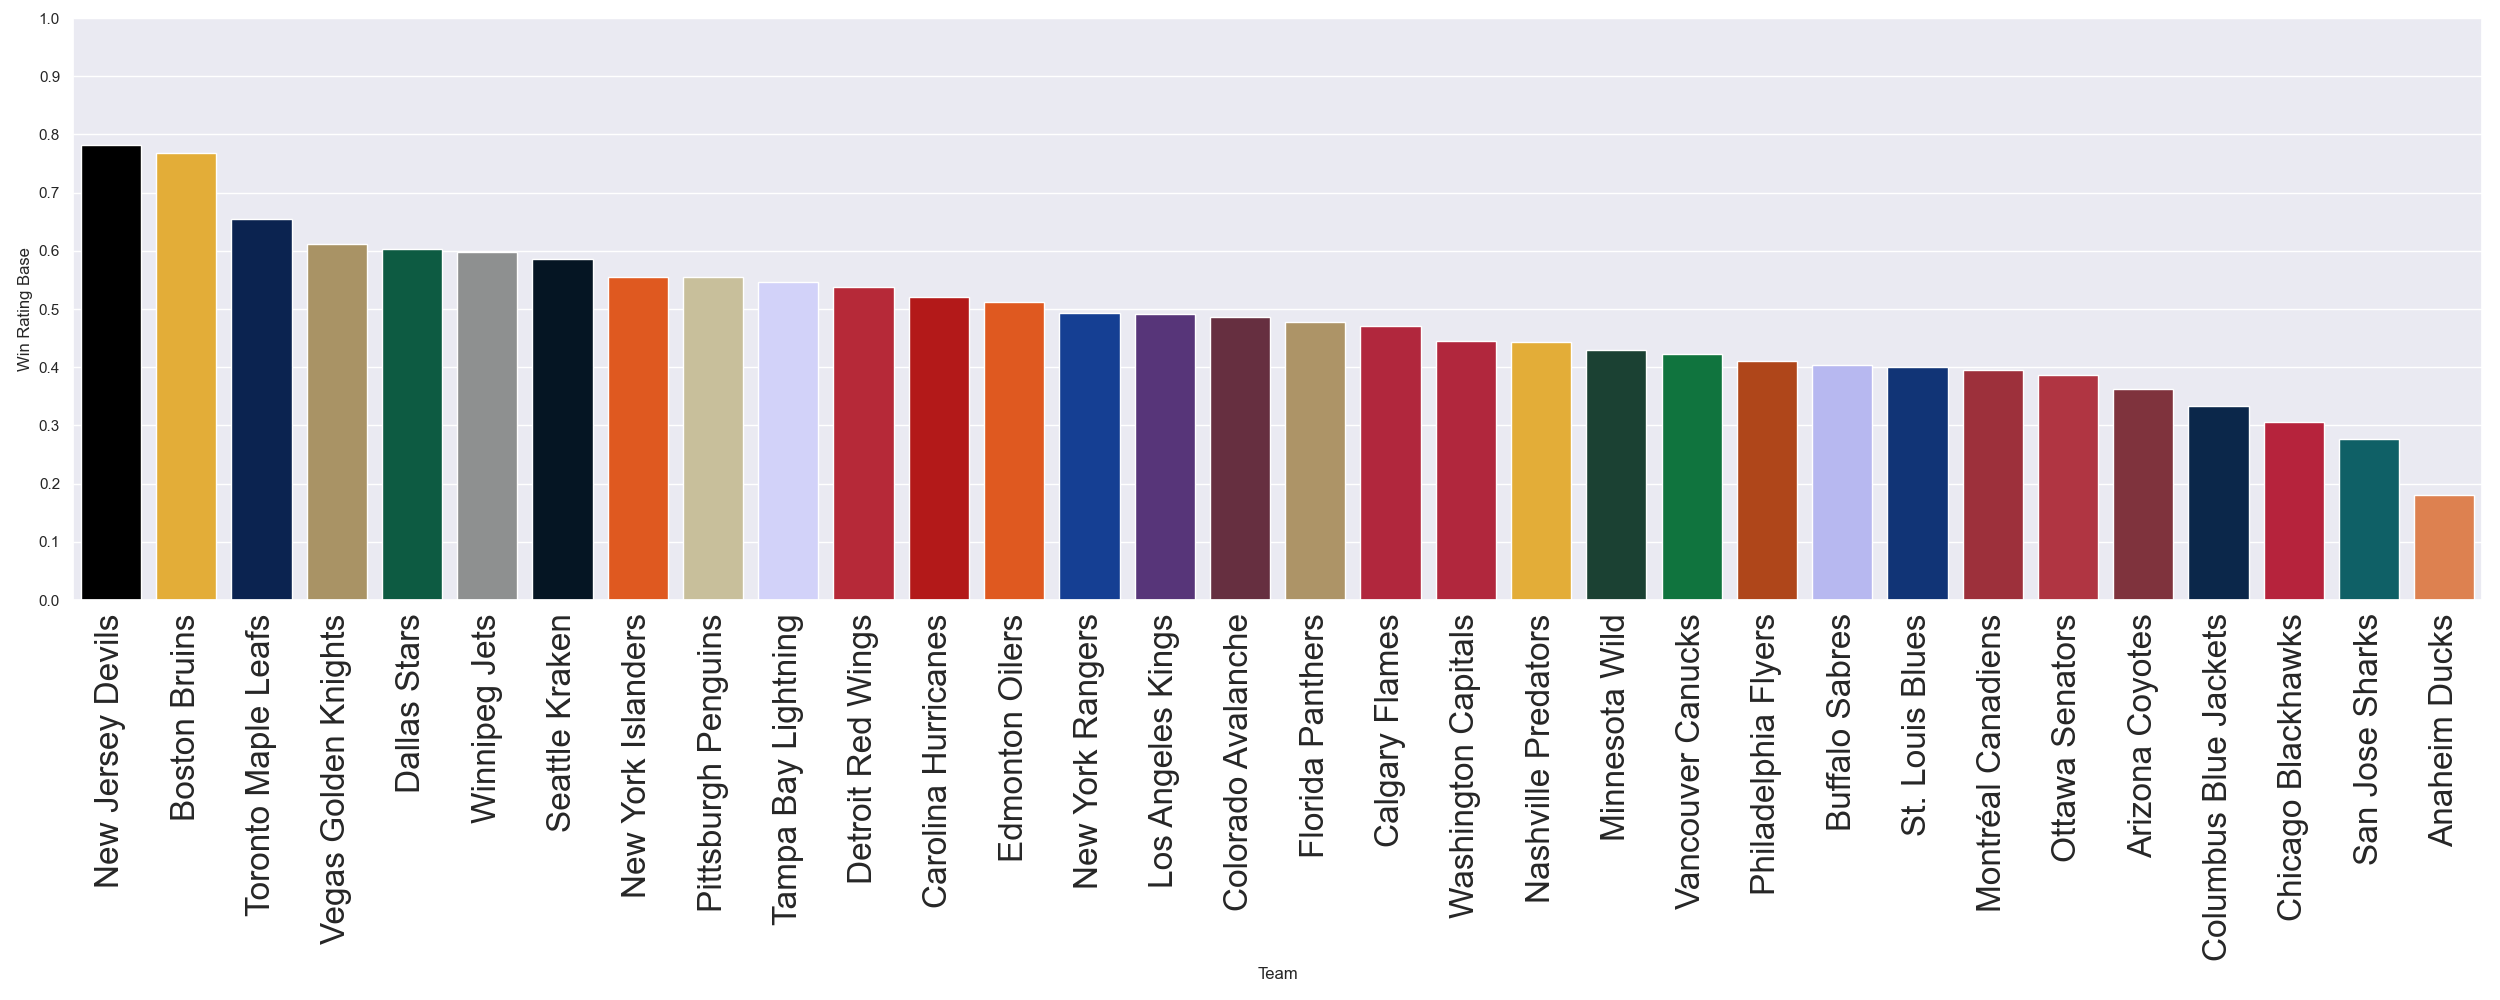 1.0
0.9
0.8
0.7
0.6
0.5
0.4
0.3
0.2
0.1
0.0
Win Rating Base
New Jersey Devils
Boston Bruins
Toronto Maple Leafs
Vegas Golden Knights
Dallas Stars
Winnipeg Jets
Seattle Kraken
New York Islanders
Pittsburgh Penguins
Tampa Bay Lightning
Detroit Red Wings
Carolina Hurricanes
Edmonton Oilers
New York Rangers
Los Angeles Kings
Colorado Avalanche
Florida Panthers
Calgary Flames
Washington Capitals
Nashville Predators
Minnesota Wild
Vancouver Canucks
Philadelphia Flyers
Buffalo Sabres
St. Louis Blues
Montréal Canadiens
Ottawa Senators
Arizona Coyotes
Columbus Blue Jackets
Chicago Blackhawks
San Jose Sharks
Anaheim Ducks
Team